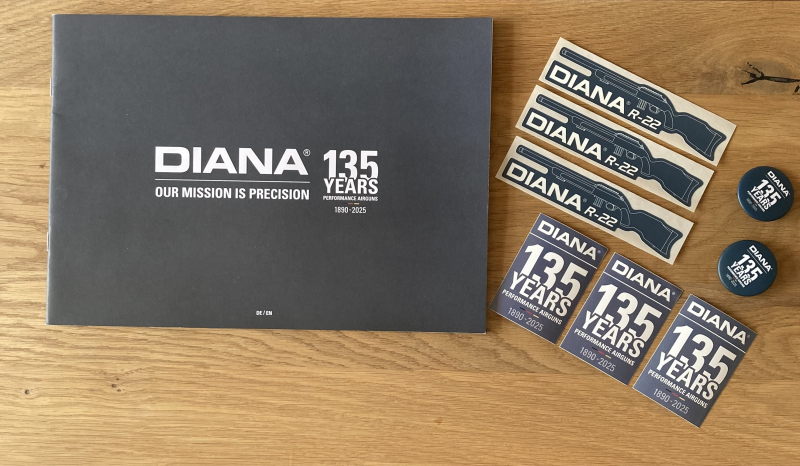 DIANA®
OUR MISSION IS PRECISION
135
YEARS
PERFORMANCE AIRGUNS
1890-2025
DE/EN
DIANA®
R-22
DIANA®
R-22
DIANA®
R-22
DIANA
135
YEARS
DIANA
135
YEARS
DIANA®
135
YEARS
PERFORMANCE AIRGUNS
1890-2025
DIANA®
135
YEARS
PERFORMANCE AIRGUNS
1890-2025
DIANA®
135
YEARS
PERFORMANCE AIRGUNS
1890-2025